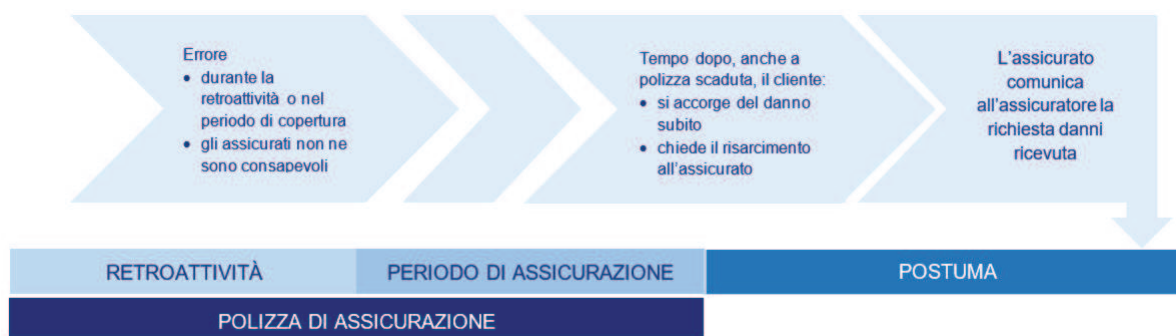 Errore
• durante la
retroattività o nel
periodo di copertura
• gli assicurati non ne
sono consapevoli
Tempo dopo, anche a
polizza scaduta, il cliente:
• si accorge del danno
subito
• chiede il risarcimento
all'assicurato
L'assicurato
comunica
all'assicuratore la
richiesta danni
ricevuta
RETROATTIVITÀ
PERIODO DI ASSICURAZIONE
POSTUMA
POLIZZA DI ASSICURAZIONE